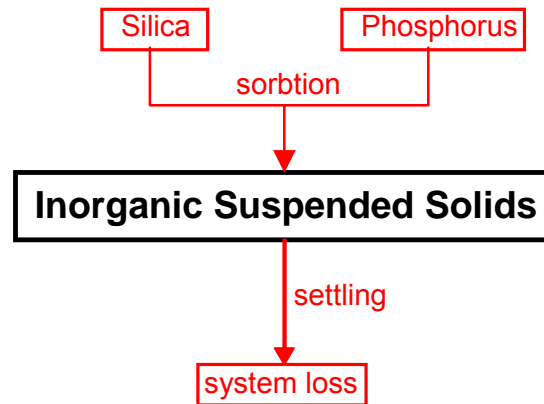 Silica
Phosphorus
sorbtion
Inorganic Suspended Solids
settling
system loss